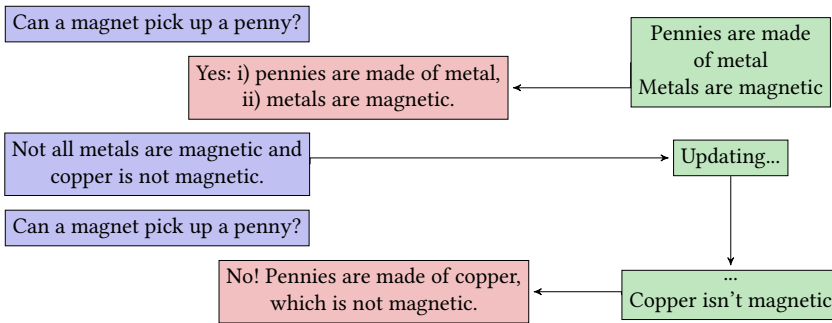 Can a magnet pick up a penny?
Pennies are made
of metal
Metals are magnetic
Yes: i) pennies are made of metal,
ii) metals are magnetic.
Not all metals are magnetic and
copper is not magnetic.
Updating...
Can a magnet pick up a penny?
...
Copper isn't magnetic
No! Pennies are made of copper,
which is not magnetic.